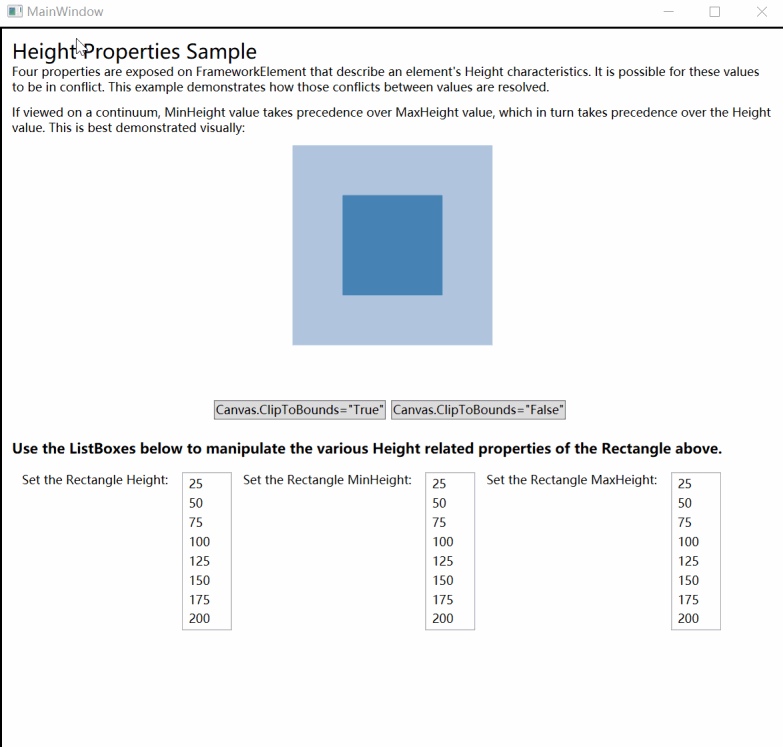 MainWindow
Height Properties Sample
Four properties are exposed on FrameworkElement that describe an element's Height characteristics. It is possible for these values
to be in conflict. This example demonstrates how those conflicts between values are resolved.
If viewed on a continuum, MinHeight value takes precedence over MaxHeight value, which in turn takes precedence over the Height
value. This is best demonstrated visually:
Canvas.ClipToBounds="True" Canvas.ClipToBounds="False"
Use the ListBoxes below to manipulate the various Height related properties of the Rectangle above.
Set the Rectangle Height:
25
50
75
100
125
150
175
200
Set the Rectangle MinHeight:
25
50
75
100
125
150
175
200
Set the Rectangle MaxHeight:
25
50
75
100
125
150
175
200